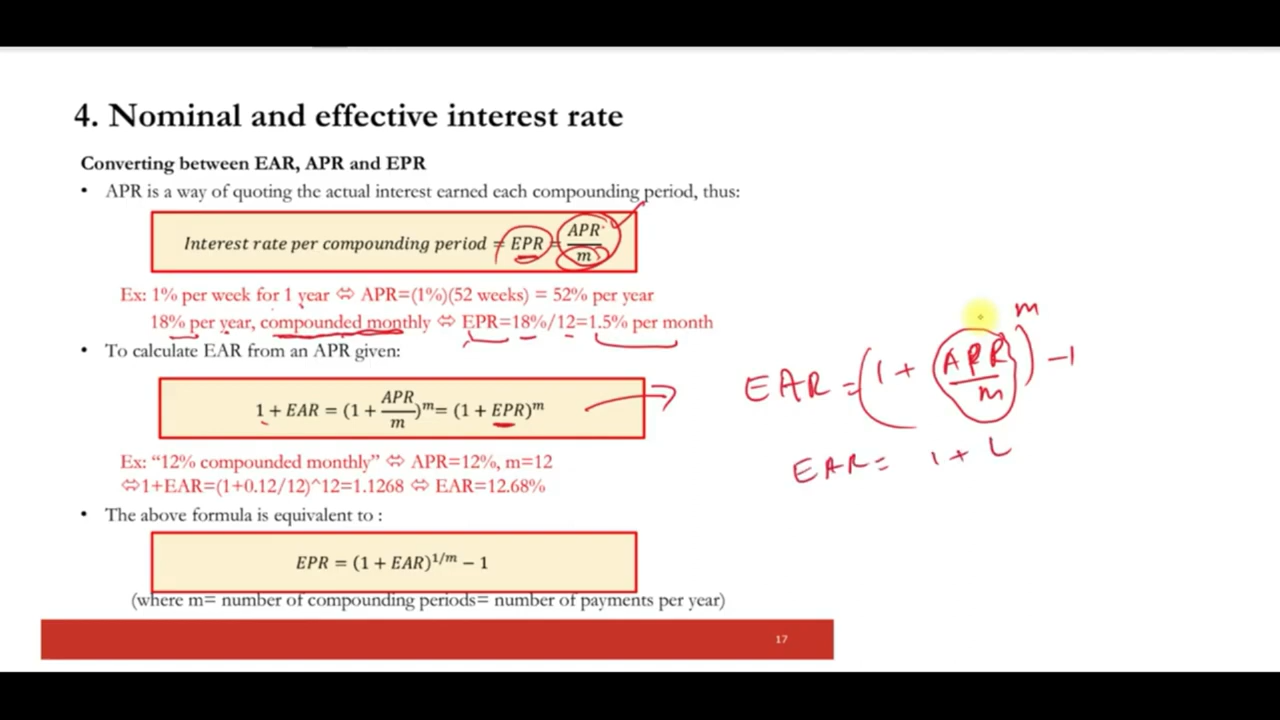 4. Nominal and effective interest rate
Converting between EAR, APR and EPR
• APR is a way of quoting the actual interest earned each compounding period, thus:
Interest rate per compounding period = EPR = APR/m
Ex: 1% per week for 1 year ⇔ APR=(1%)(52 weeks) = 52% per year
18% per year, compounded monthly ⇔ EPR=18%/12=1.5% per month
• To calculate EAR from an APR given:
1 + EAR = (1 + APR/m)^m = (1 + EPR)^m
Ex: “12% compounded monthly” ⇔ APR=12%, m=12
⇔1+EAR=(1+0.12/12)^12=1.1268 ⇔ EAR=12.68%
• The above formula is equivalent to :
EPR = (1 + EAR)^1/m − 1
(where m= number of compounding periods= number of payments per year)
17
EAR = (1 + APR/m)^m − 1
EAR = 1 +